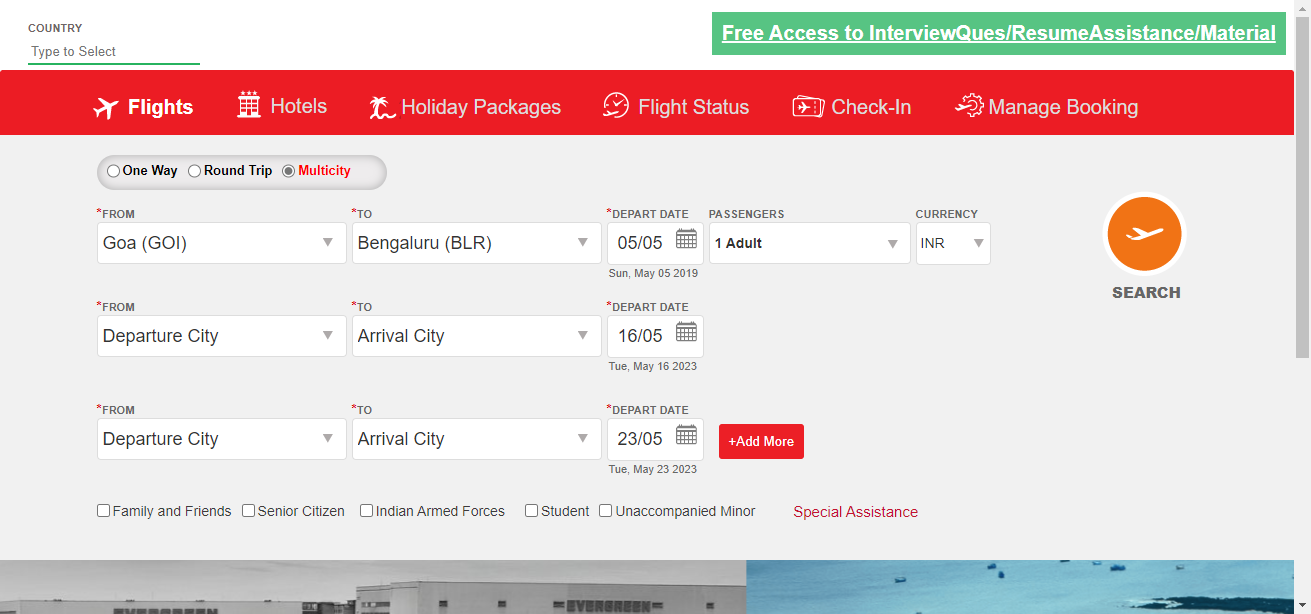 COUNTRY
Type to Select
Free Access to InterviewQues/ResumeAssistance/Material
Flights Hotels Holiday Packages Flight Status Check-In Manage Booking
One Way Round Trip Multicity
*FROM *TO *DEPART DATE PASSENGERS CURRENCY
Goa (GOI) Bengaluru (BLR) 05/05 1 Adult INR
Sun, May 05 2019
SEARCH
*FROM *TO *DEPART DATE
Departure City Arrival City 16/05
Tue, May 16 2023
*FROM *TO *DEPART DATE
Departure City Arrival City 23/05 +Add More
Tue, May 23 2023
Family and Friends Senior Citizen Indian Armed Forces Student Unaccompanied Minor Special Assistance
EVERGREEN EVERGREEN